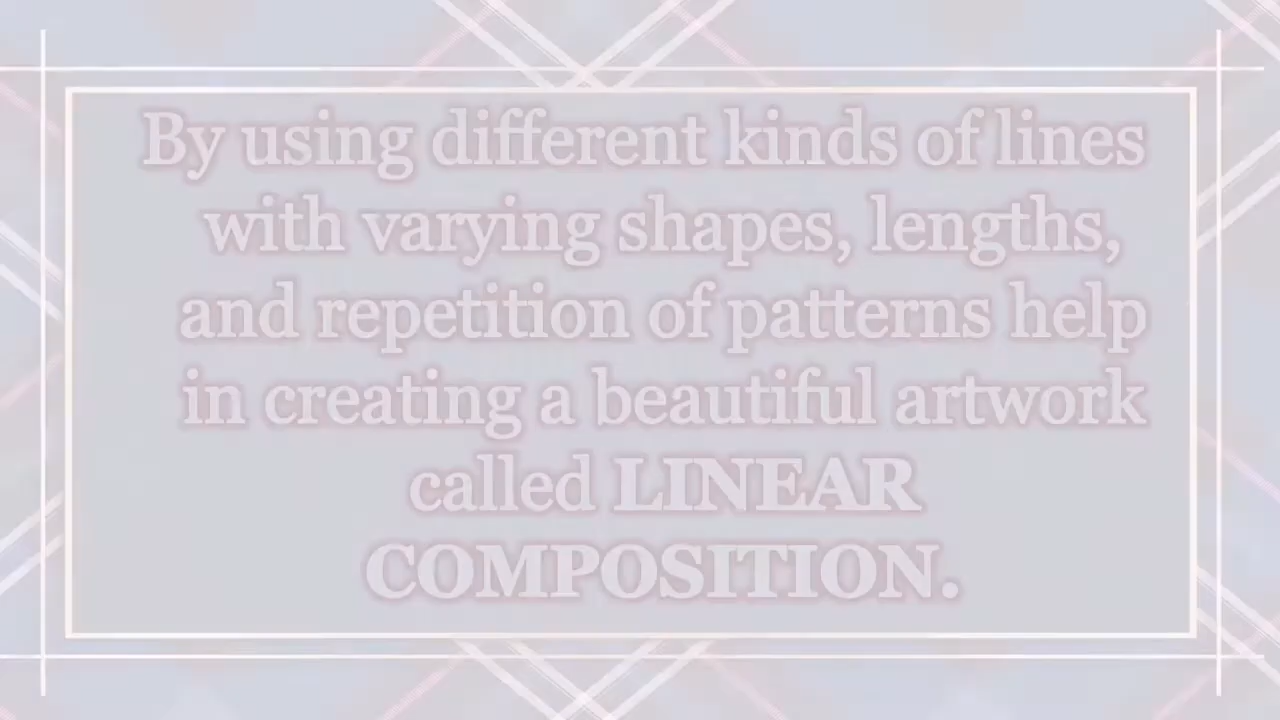 By using different kinds of lines
with varying shapes, lengths,
and repetition of patterns help
in creating a beautiful artwork
called LINEAR
COMPOSITION.